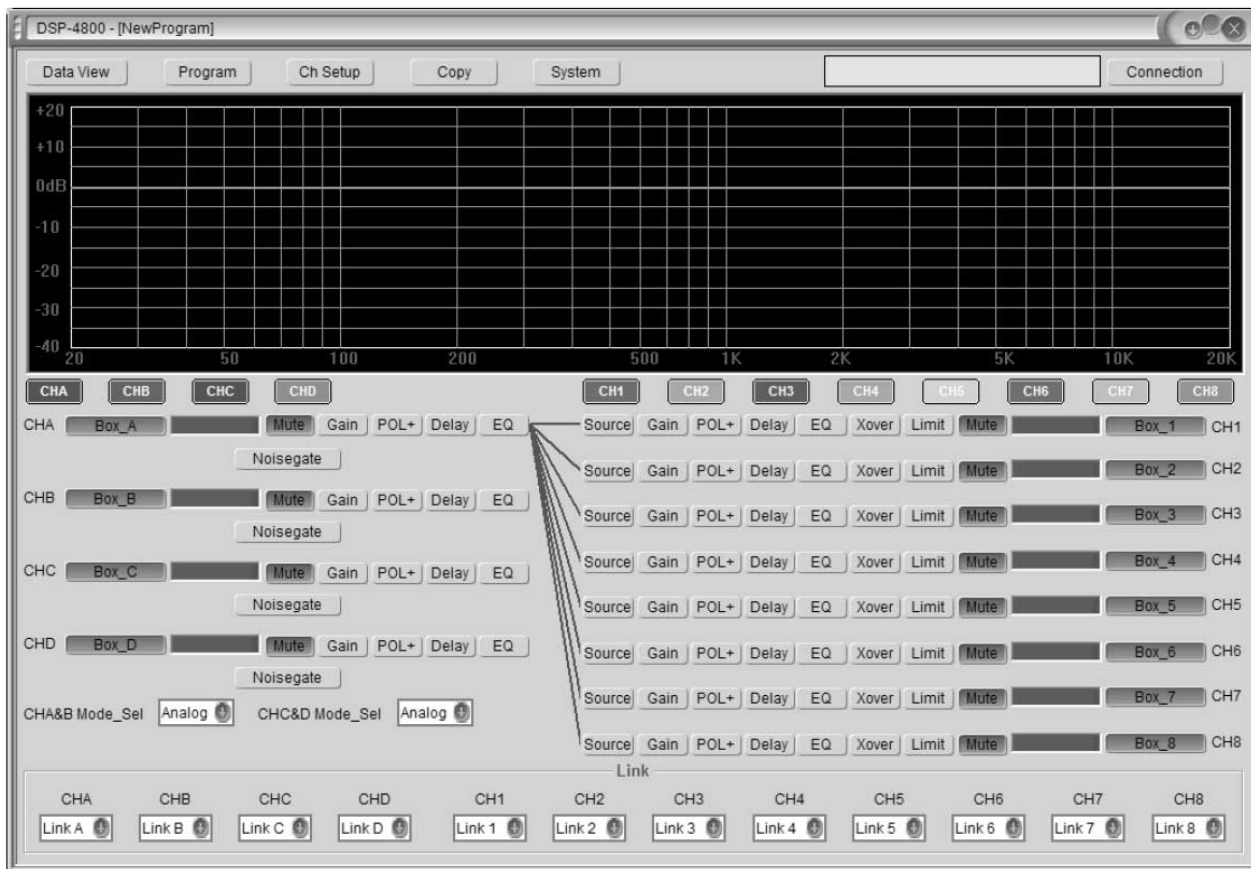 DSP-4800 - [NewProgram]
Data View Program Ch Setup Copy System Connection
+20
+10
0dB
-10
-20
-30
-40
20 50 100 200 500 1K 2K 5K 10K 20K
CHA CHB CHC CHD CH1 CH2 CH3 CH4 CH5 CH6 CH7 CH8
CHA Box_A Mute Gain POL+ Delay EQ Source Gain POL+ Delay EQ Xover Limit Mute Box_1 CH1
Noisegate
Source Gain POL+ Delay EQ Xover Limit Mute Box_2 CH2
CHB Box_B Mute Gain POL+ Delay EQ
Source Gain POL+ Delay EQ Xover Limit Mute Box_3 CH3
Noisegate
Source Gain POL+ Delay EQ Xover Limit Mute Box_4 CH4
CHC Box_C Mute Gain POL+ Delay EQ
Noisegate
Source Gain POL+ Delay EQ Xover Limit Mute Box_5 CH5
CHD Box_D Mute Gain POL+ Delay EQ
Source Gain POL+ Delay EQ Xover Limit Mute Box_6 CH6
Noisegate
Source Gain POL+ Delay EQ Xover Limit Mute Box_7 CH7
CHA&B Mode_Sel Analog CHC&D Mode_Sel Analog
Source Gain POL+ Delay EQ Xover Limit Mute Box_8 CH8
Link
CHA CHB CHC CHD CH1 CH2 CH3 CH4 CH5 CH6 CH7 CH8
Link A Link B Link C Link D Link 1 Link 2 Link 3 Link 4 Link 5 Link 6 Link 7 Link 8